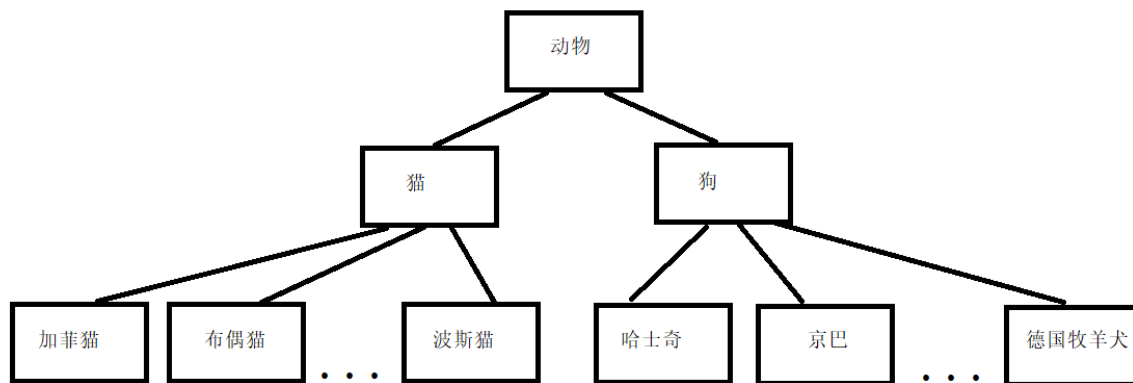 动物
猫
狗
加菲猫
布偶猫
. . .
波斯猫
哈士奇
京巴
. . .
德国牧羊犬